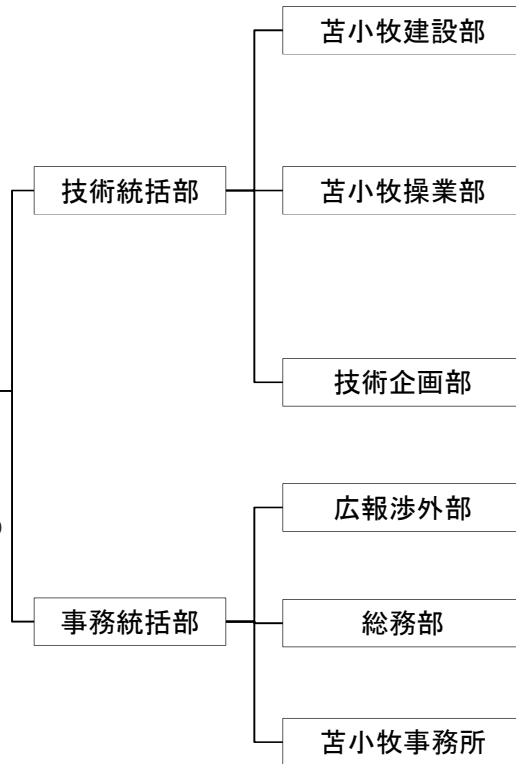 苫小牧建設部
技術統括部
苫小牧操業部
技術企画部
広報渉外部
)
事務統括部
総務部
苫小牧事務所